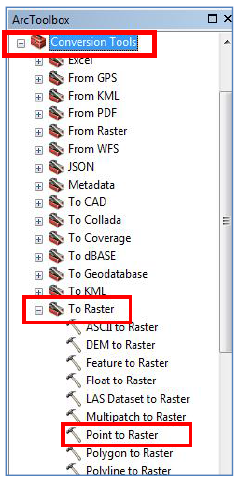 ArcToolbox
Conversion Tools
Excel
From GPS
From KML
From PDF
From Raster
From WFS
JSON
Metadata
To CAD
To Collada
To Coverage
To dBASE
To Geodatabase
To KML
To Raster
ASCII to Raster
DEM to Raster
Feature to Raster
Float to Raster
LAS Dataset to Raster
Multipatch to Raster
Point to Raster
Polygon to Raster
Polyline to Raster